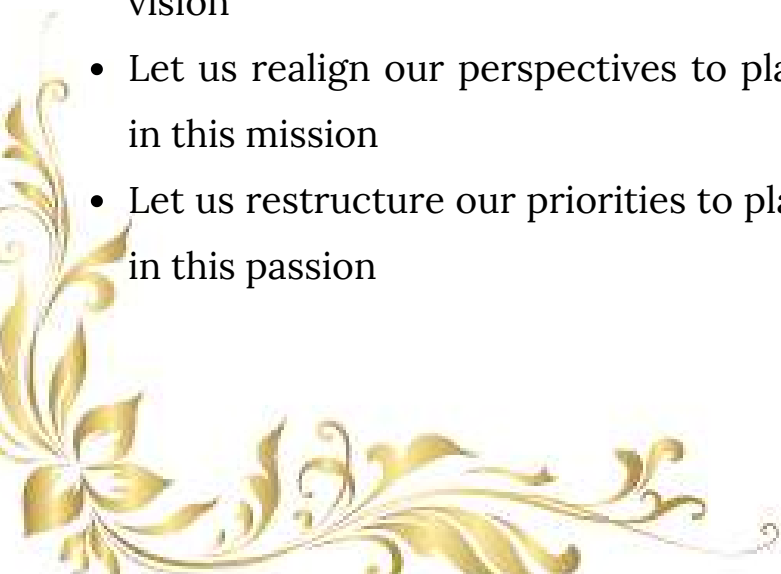 vision
• Let us realign our perspectives to
in this mission
• Let us restructure our priorities to
in this passion